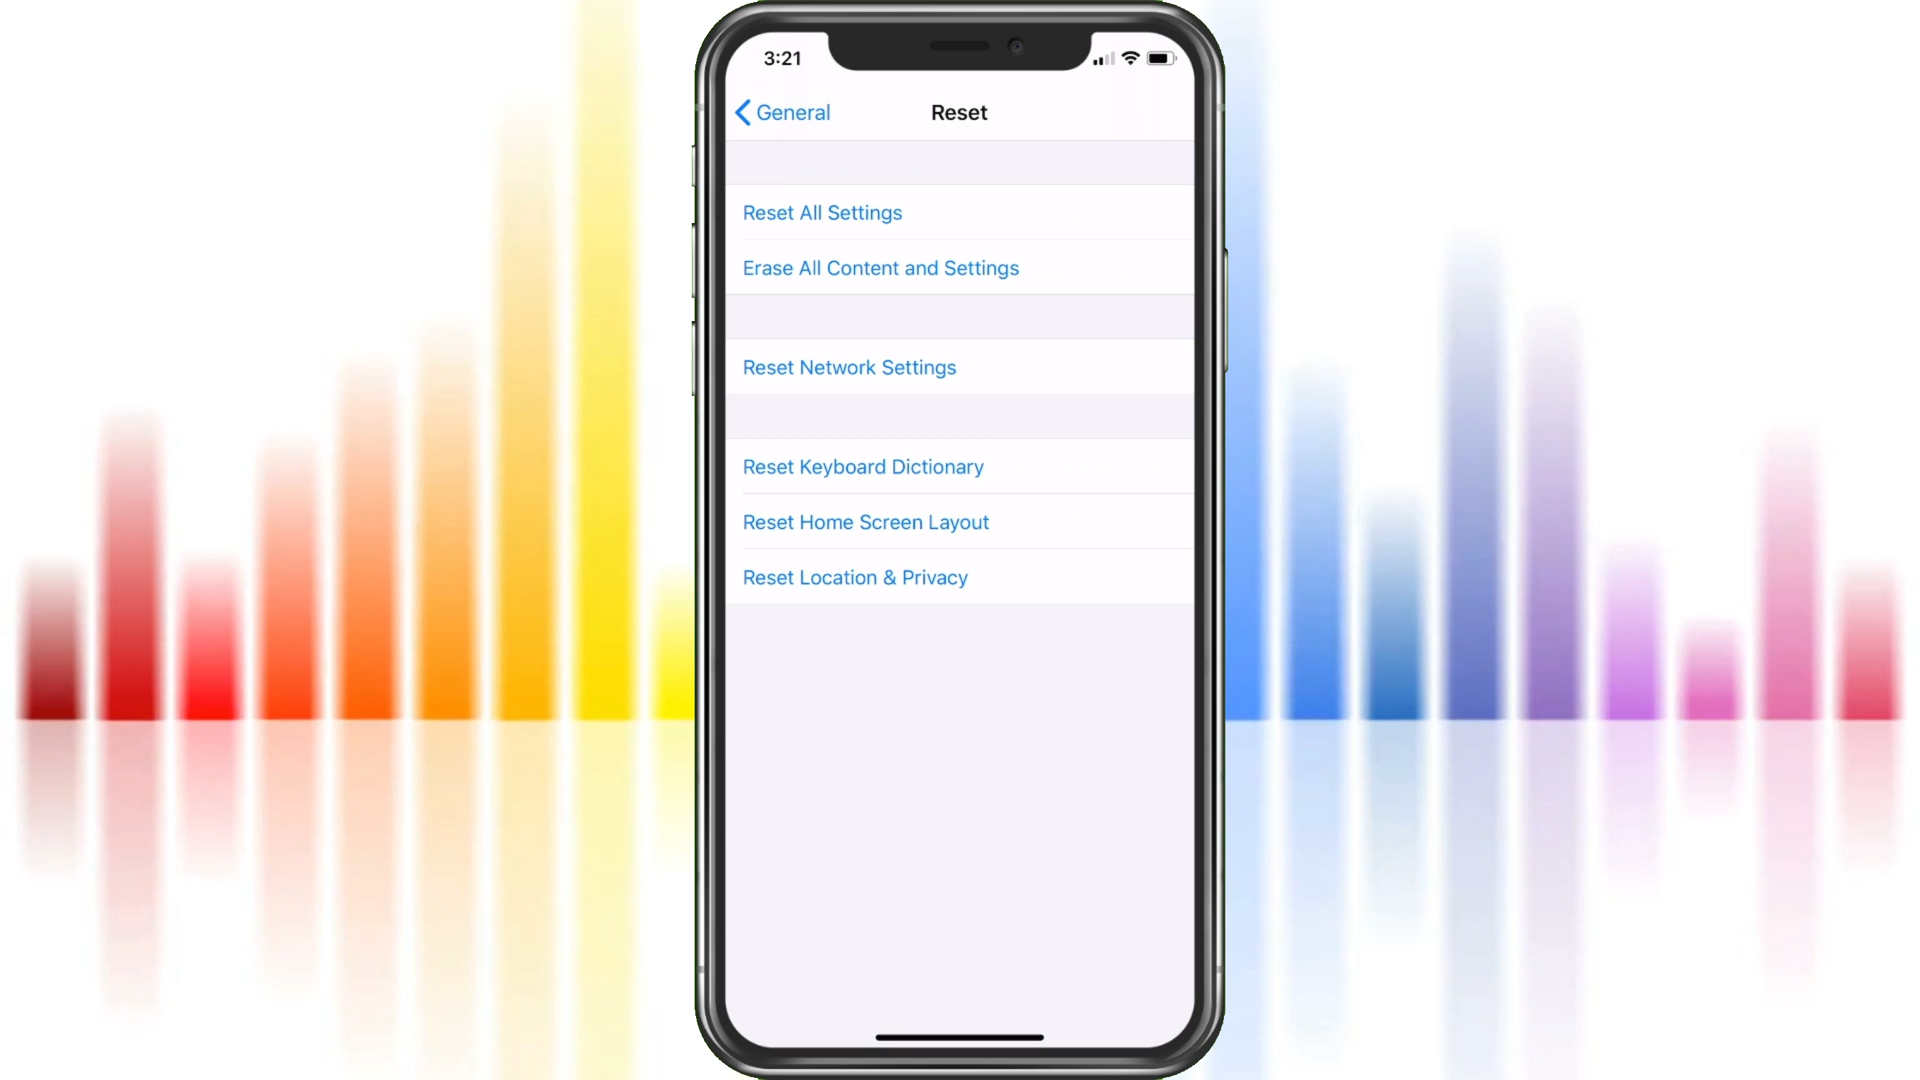 3:21
General
Reset
Reset All Settings
Erase All Content and Settings
Reset Network Settings
Reset Keyboard Dictionary
Reset Home Screen Layout
Reset Location & Privacy